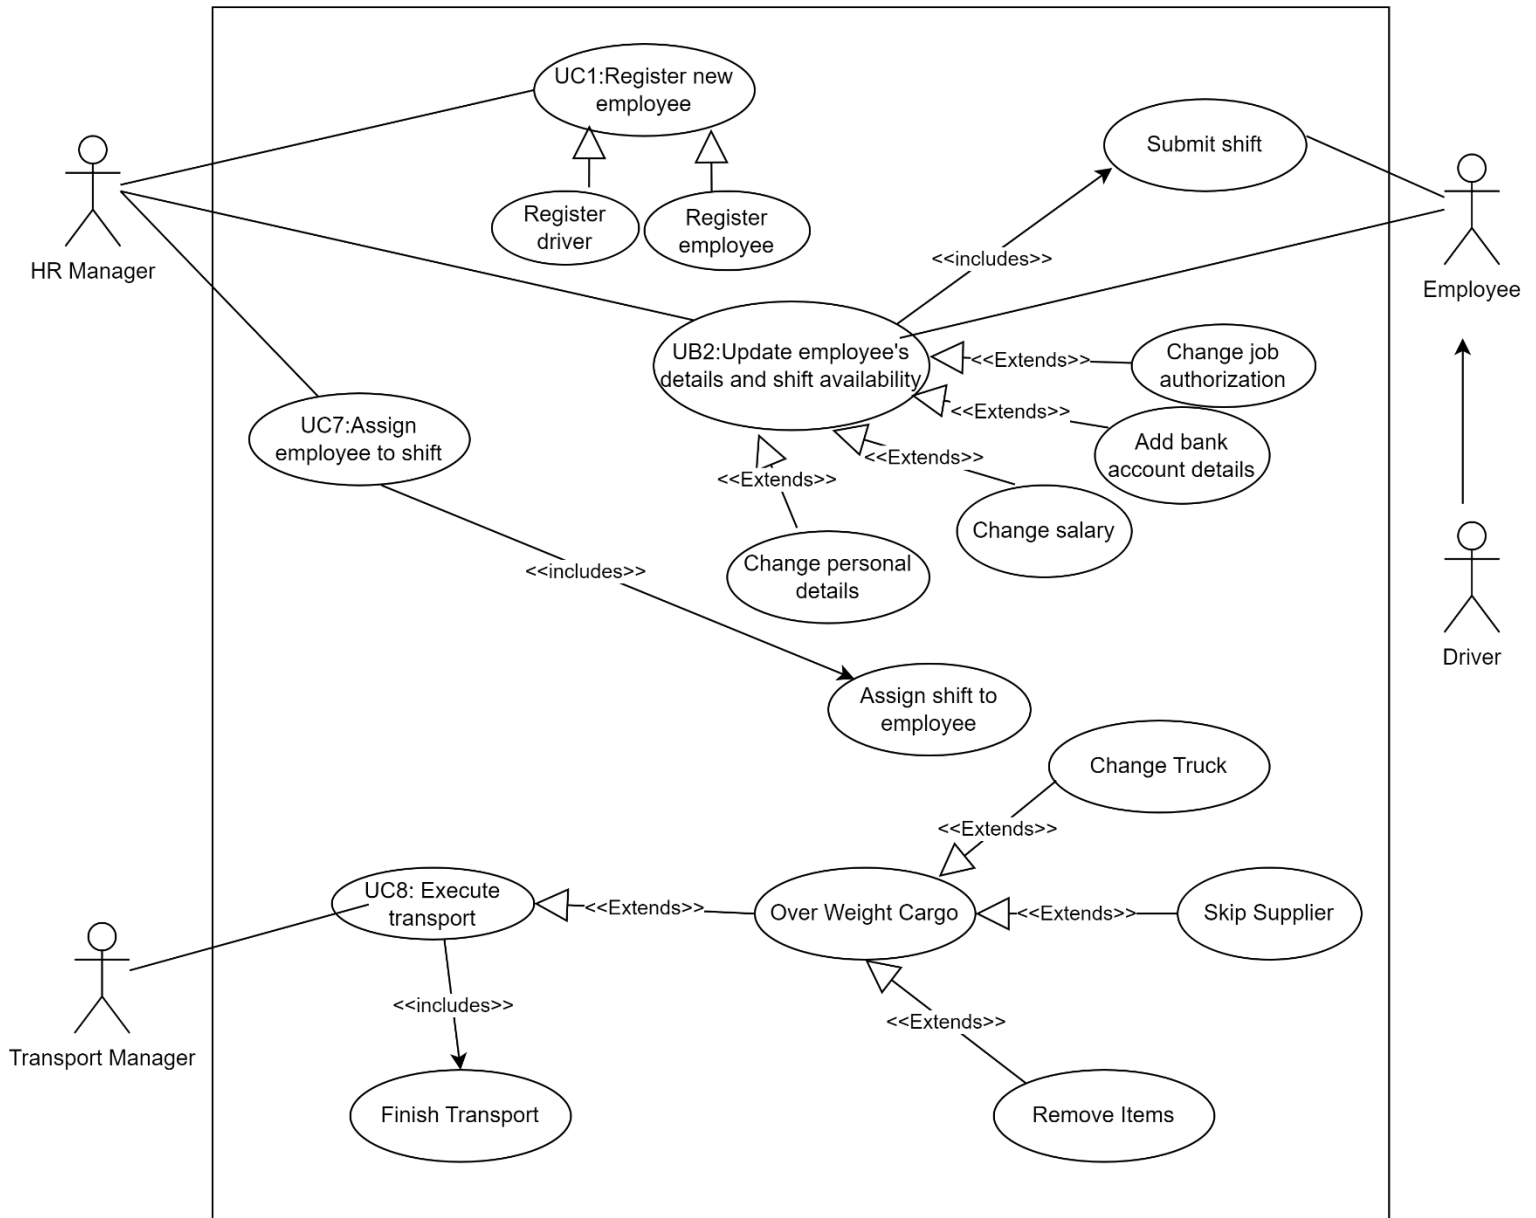 UC1:Register new
employee
Submit shift
Register
driver
Register
employee
HR Manager
<<includes>>
Employee
UB2:Update employee's
details and shift availability
<<Extends>>
Change job
authorization
UC7:Assign
employee to shift
<<Extends>>
Add bank
account details
<<Extends>>
<<Extends>>
Change salary
Change personal
details
<<includes>>
Driver
Assign shift to
employee
Change Truck
<<Extends>>
UC8: Execute
transport
<<Extends>>
Over Weight Cargo
<<Extends>>
Skip Supplier
<<includes>>
<<Extends>>
Transport Manager
Finish Transport
Remove Items